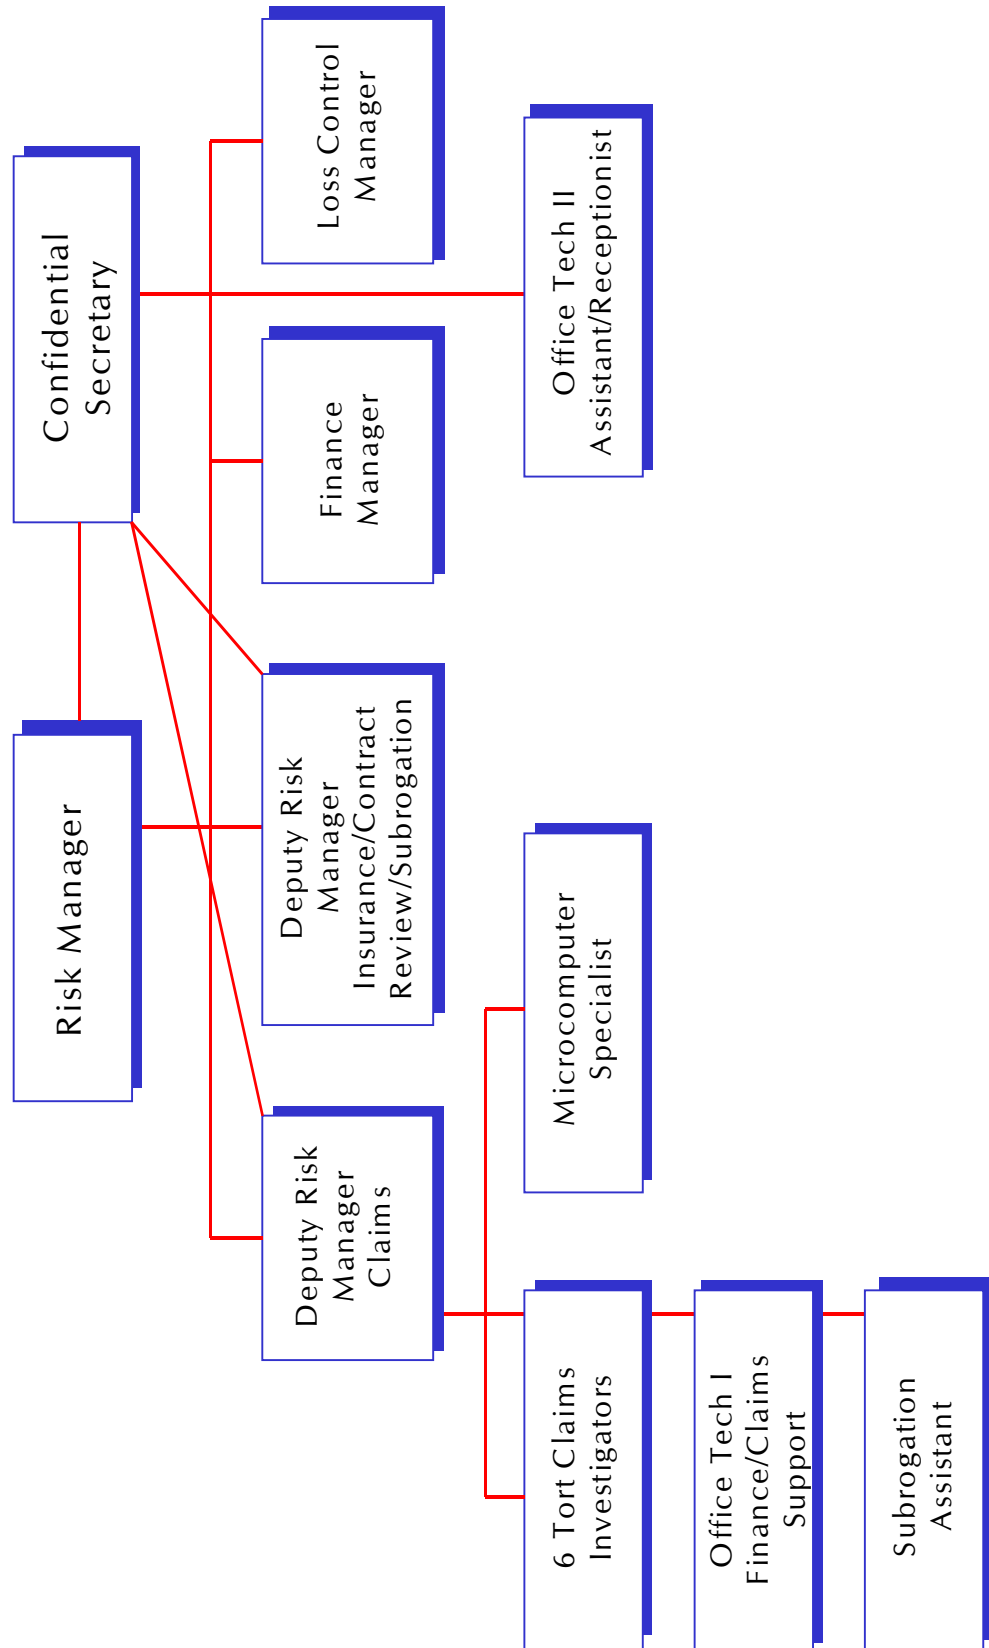 Risk Manager
Confidential
Secretary
Deputy Risk
Manager
Claims
Deputy Risk
Manager
Insurance/Contract
Review/Subrogation
Finance
Manager
Loss Control
Manager
6 Tort Claims
Investigators
Microcomputer
Specialist
Office Tech II
Assistant/Receptionist
Office Tech I
Finance/Claims
Support
Subrogation
Assistant